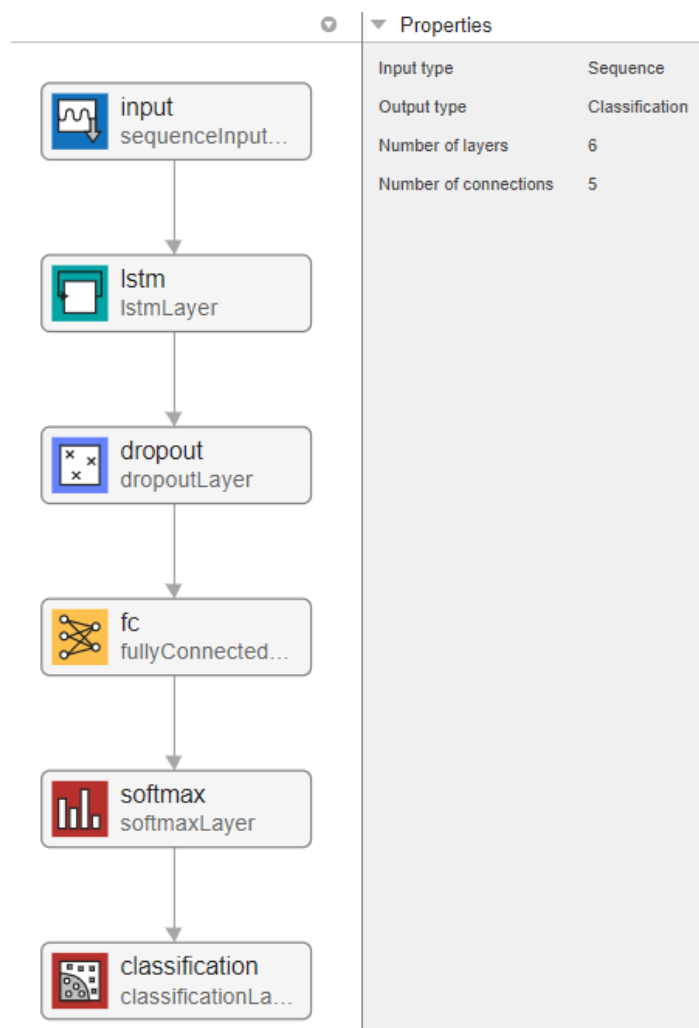 Properties
Input type Sequence
Output type Classification
Number of layers 6
Number of connections 5
input
sequenceInput...
lstm
lstmLayer
dropout
dropoutLayer
fc
fullyConnected...
softmax
softmaxLayer
classification
classificationLa...